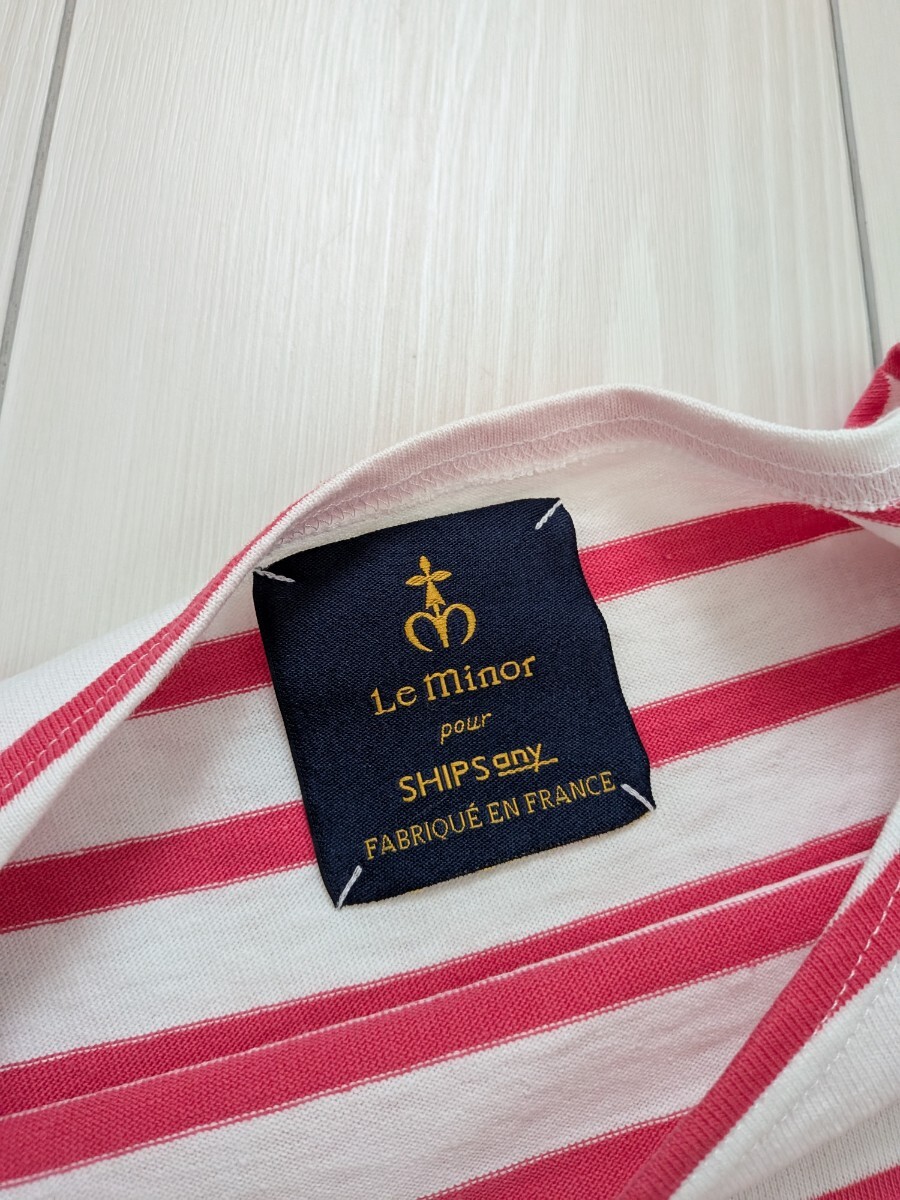 Le Minor
pour
SHIPS any
FABRIQUÉ EN FRANCE